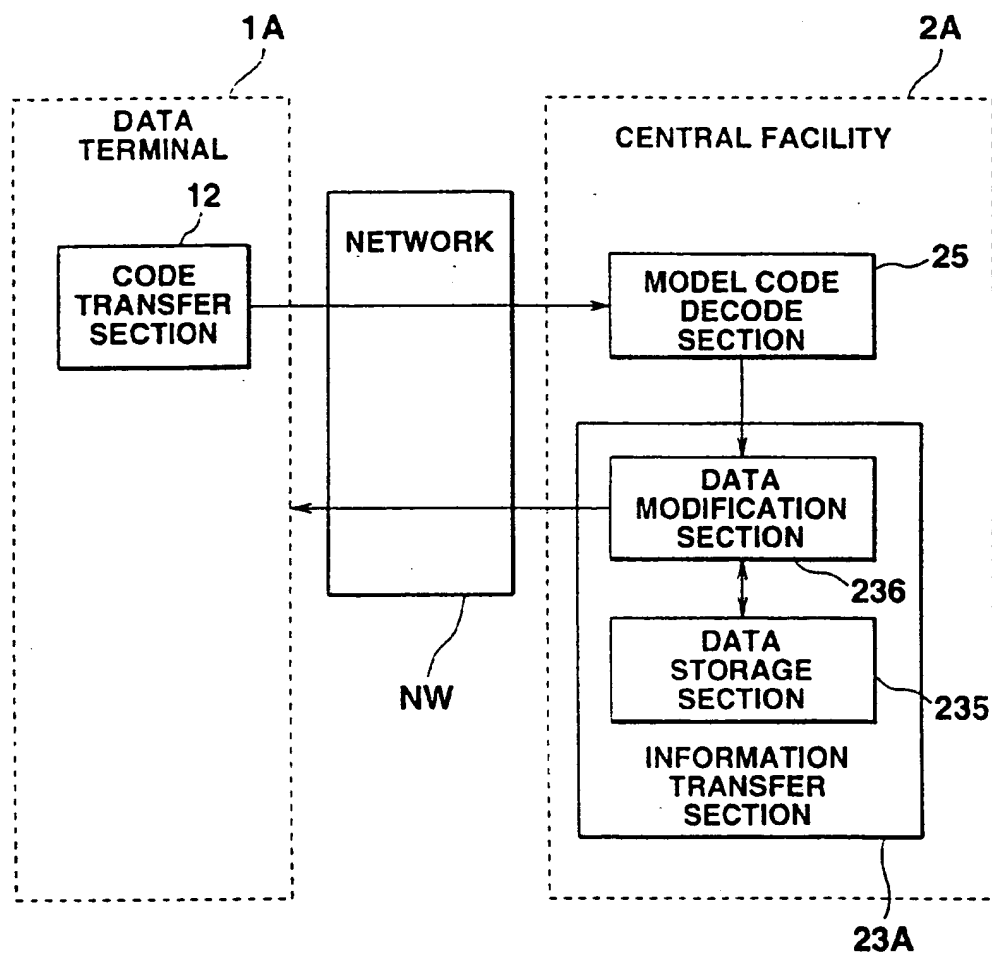 1A
2A
DATA
TERMINAL
CENTRAL FACILITY
12
NETWORK
25
CODE
TRANSFER
SECTION
MODEL CODE
DECODE
SECTION
DATA
MODIFICATION
SECTION
236
DATA
STORAGE
SECTION
NW
235
INFORMATION
TRANSFER
SECTION
23A